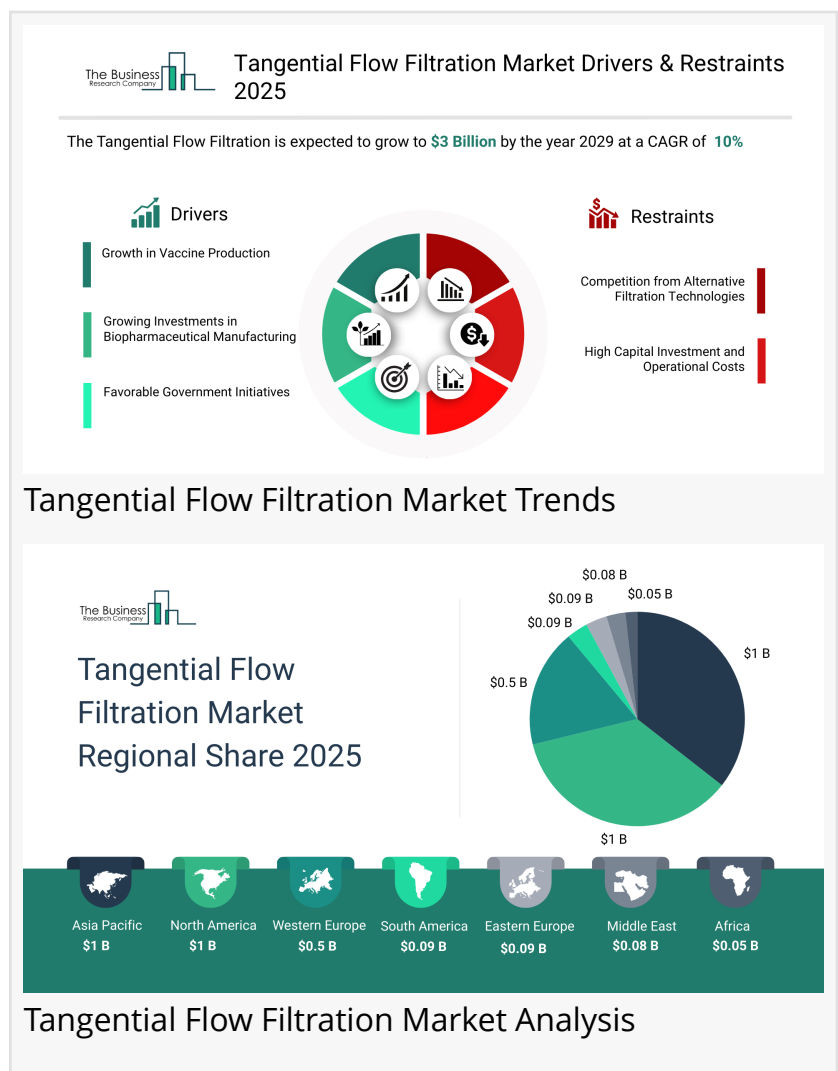 The Business
Research Company
Tangential Flow Filtration Market Drivers & Restraints
2025
The Tangential Flow Filtration is expected to grow to $3 Billion by the year 2029 at a CAGR of 10%
Drivers
Growth in Vaccine Production
Growing Investments in
Biopharmaceutical Manufacturing
Favorable Government Initiatives
$
$
Restraints
Competition from Alternative
Filtration Technologies
High Capital Investment and
Operational Costs
Tangential Flow Filtration Market Trends
The Business
Research Company
Tangential Flow
Filtration Market
Regional Share 2025
$0.08 B
$0.09 B
$0.05 B
$0.09 B
$1 B
$0.5 B
$1 B
Asia Pacific
$1 B
North America
$1 B
Western Europe
$0.5 B
South America
$0.09 B
Eastern Europe
$0.09 B
Middle East
$0.08 B
Africa
$0.05 B
Tangential Flow Filtration Market Analysis